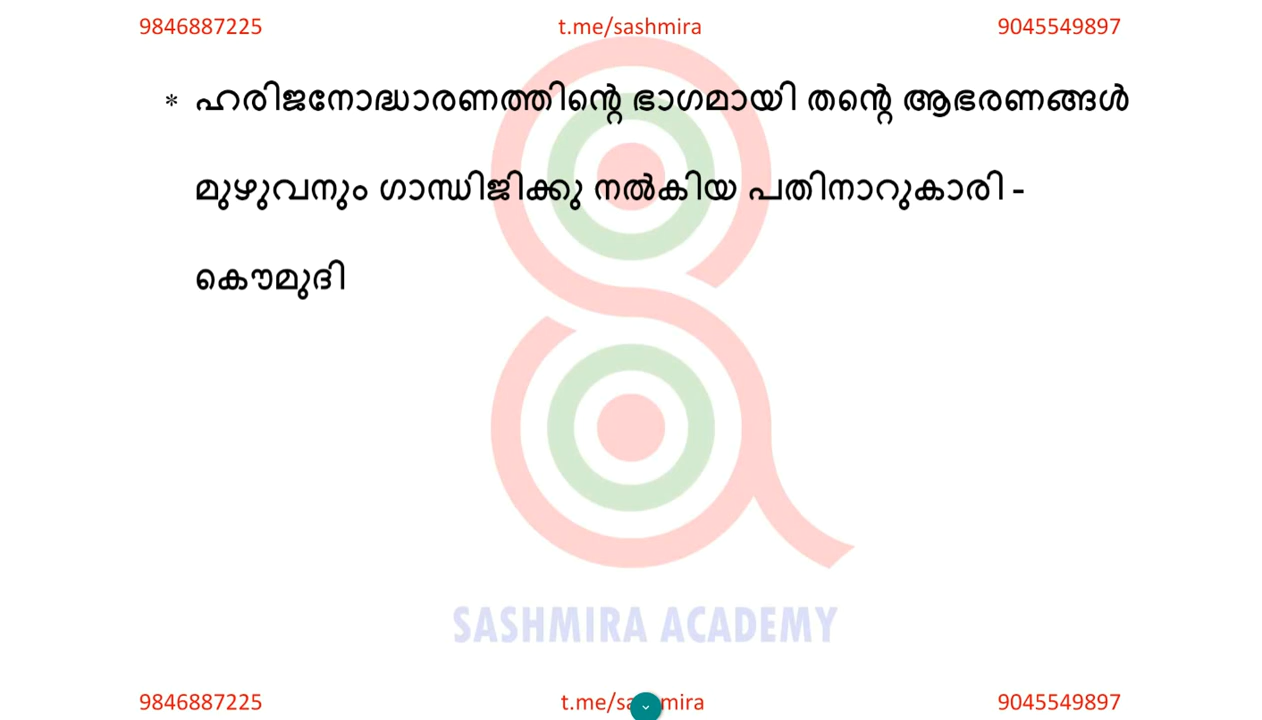 9846887225 t.me/sashmira 9045549897
* ഹരിജനോദ്ധാരണത്തിന്റെ ഭാഗമായി തന്റെ ആഭരണങ്ങൾ
മുഴുവനും ഗാന്ധിജിക്കു നൽകിയ പതിനാറുകാരി -
കൌമുദി
SASHMIRA ACADEMY
9846887225 9045549897